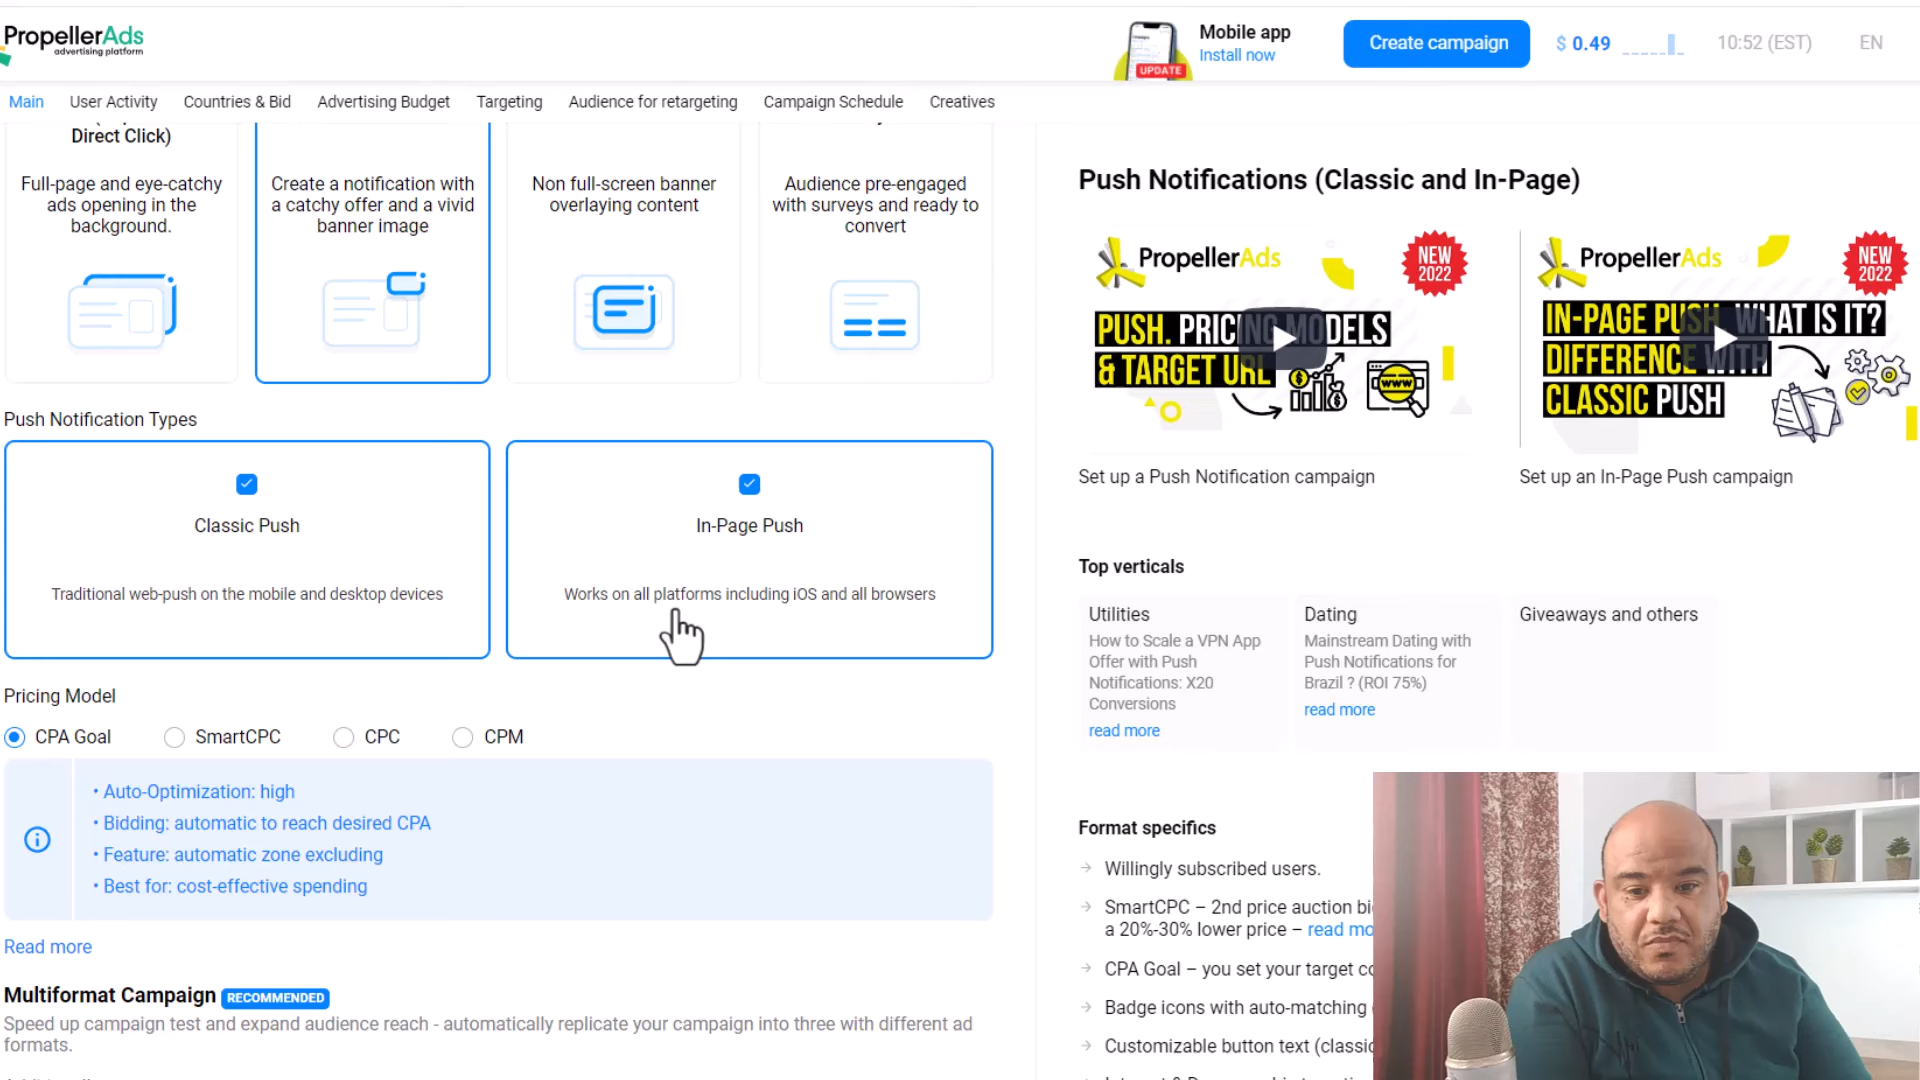 PropellerAds
advertising platform
UPDATE
Mobile app
Install now
Create campaign
$ 0.49
10:52 (EST)
EN
Main
User Activity
Countries & Bid
Advertising Budget
Targeting
Audience for retargeting
Campaign Schedule
Creatives
Direct Click)
Full-page and eye-catchy
ads opening in the
background.
Create a notification with
a catchy offer and a vivid
banner image
Non full-screen banner
overlaying content
Audience pre-engaged
with surveys and ready to
convert
Push Notification Types
Classic Push
Traditional web-push on the mobile and desktop devices
In-Page Push
Works on all platforms including iOS and all browsers
Pricing Model
CPA Goal
SmartCPC
CPC
CPM
• Auto-Optimization: high
• Bidding: automatic to reach desired CPA
• Feature: automatic zone excluding
• Best for: cost-effective spending
Read more
Multiformat Campaign RECOMMENDED
Speed up campaign test and expand audience reach - automatically replicate your campaign into three with different ad
formats.
Push Notifications (Classic and In-Page)
PropellerAds
NEW
2022
PUSH. PRICING MODELS
& TARGET URL
WWW
Set up a Push Notification campaign
PropellerAds
NEW
2022
IN-PAGE PUSH. WHAT IS IT?
DIFFERENCE WITH
CLASSIC PUSH
Set up an In-Page Push campaign
Top verticals
Utilities
How to Scale a VPN App
Offer with Push
Notifications: X20
Conversions
read more
Dating
Mainstream Dating with
Push Notifications for
Brazil ? (ROI 75%)
read more
Giveaways and others
Format specifics
Willingly subscribed users.
SmartCPC – 2nd price auction
a 20%-30% lower price – read
CPA Goal – you set your target
Badge icons with auto-matching
Customizable button text